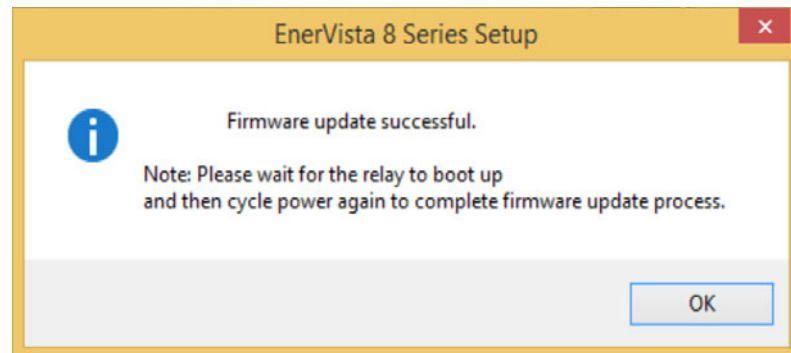 EnerVista 8 Series Setup
Firmware update successful.
Note: Please wait for the relay to boot up
and then cycle power again to complete firmware update process.
OK